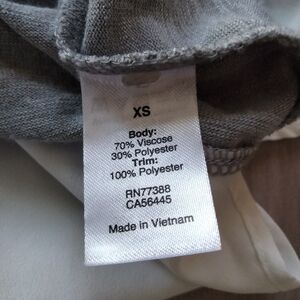 XS
Body:
70% Viscose
30% Polyester
Trim:
100% Polyester
RN77388
CA56445
Made in Vietnam